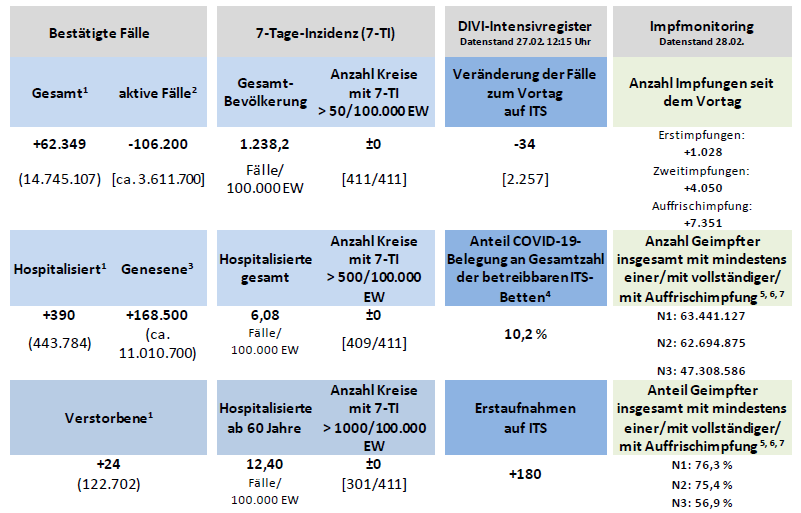 Bestätigte Fälle
Gesamt¹
aktive Fälle²
+62.349
-106.200
(14.745.107)
[ca. 3.611.700]
Hospitalisiert¹
Genesene³
+390
+168.500
(443.784)
(ca.
11.010.700)
Verstorbene¹
+24
(122.702)
7-Tage-Inzidenz (7-TI)
Gesamt-
Bevölkerung
Anzahl Kreise
mit 7-TI
> 50/100.000 EW
1.238,2
±0
Fälle/
100.000 EW
[411/411]
Hospitalisierte
gesamt
Anzahl Kreise
mit 7-TI
> 500/100.000
EW
6,08
±0
Fälle/
100.000 EW
[409/411]
Hospitalisierte
ab 60 Jahre
Anzahl Kreise
mit 7-TI
> 1000/100.000
EW
12,40
±0
Fälle/
100.000 EW
[301/411]
DIVI-Intensivregister
Datenstand 27.02. 12:15 Uhr
Veränderung der Fälle
zum Vortag
auf ITS
-34
[2.257]
Anteil COVID-19-
Belegung an Gesamtzahl
der betreibbaren ITS-
Betten⁴
10,2 %
Erstaufnahmen
auf ITS
+180
Impfmonitoring
Datenstand 28.02.
Anzahl Impfungen seit
dem Vortag
Erstimpfungen:
+1.028
Zweitimpfungen:
+4.050
Auffrischimpfung:
+7.351
Anzahl Geimpfter
insgesamt mit mindestens
einer/mit vollständiger/
mit Auffrischimpfung ⁵, ⁶, ⁷
N1: 63.441.127
N2: 62.694.875
N3: 47.308.586
Anteil Geimpfter
insgesamt mit mindestens
einer/mit vollständiger/
mit Auffrischimpfung ⁵, ⁶, ⁷
N1: 76,3 %
N2: 75,4 %
N3: 56,9 %